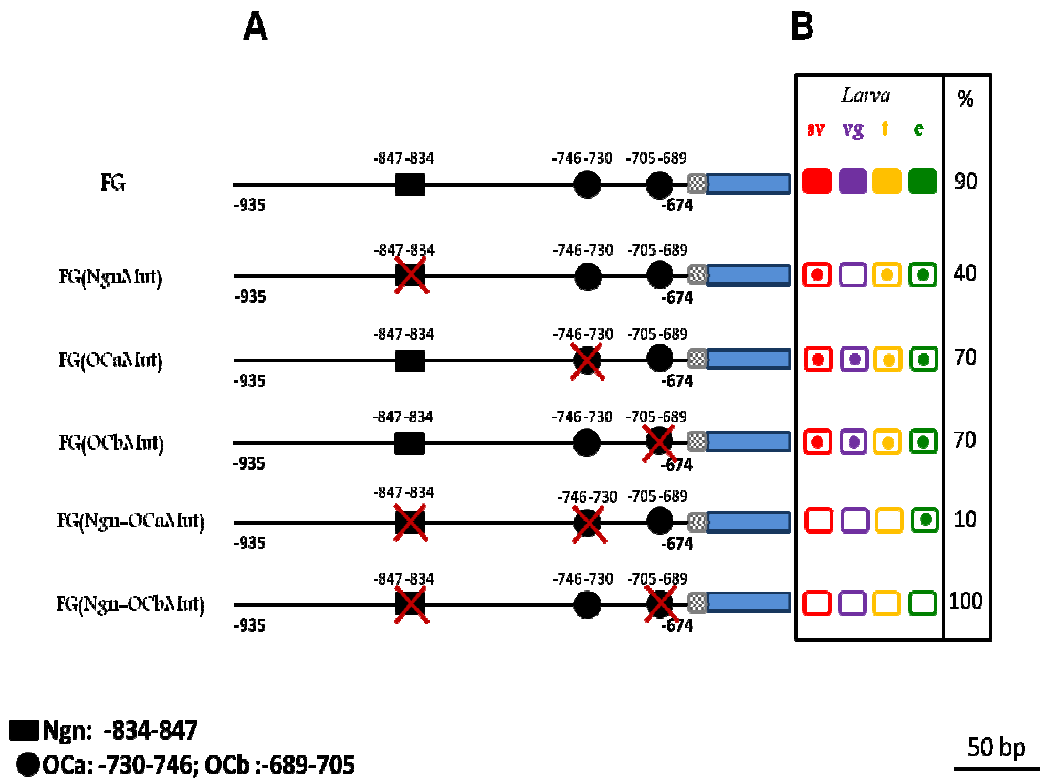 A B
Larva %
sv vg t e
-847-834 -746-730 -705-689
FG 90
-935 -674
-847-834 -746-730 -705-689
FG(NgnMut) 40
-935 -674
-847-834 -746-730 -705-689
FG(OCaMut) 70
-935 -674
-847-834 -746-730 -705-689
FG(OCbMut) 70
-935 -674
-847-834 -746-730 -705-689
FG(Ngn-OCaMut) 10
-935 -674
-847-834 -746-730 -705-689
FG(Ngn-OCbMut) 100
-935 -674
Ngn: -834-847
OCa: -730-746; OCb :-689-705
50 bp